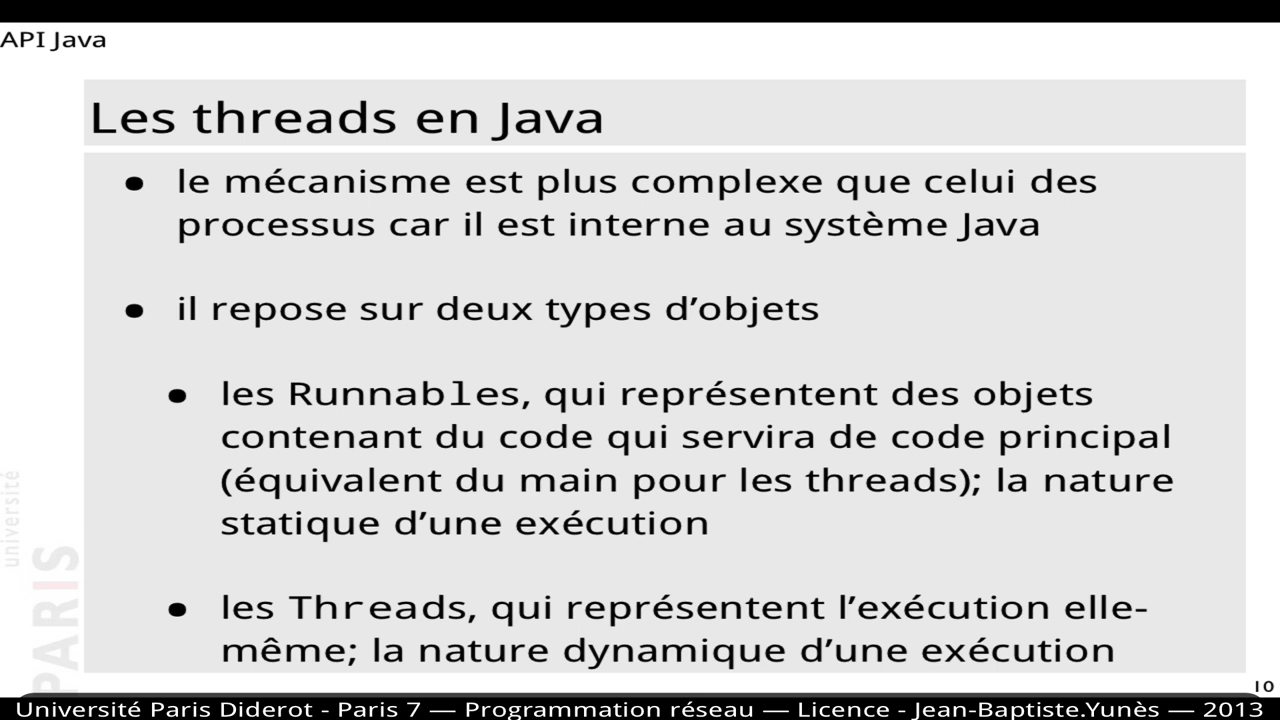 API Java
Les threads en Java
• le mécanisme est plus complexe que celui des
processus car il est interne au système Java
• il repose sur deux types d’objets
• les Runnables, qui représentent des objets
contenant du code qui servira de code principal
(équivalent du main pour les threads); la nature
statique d’une exécution
• les Threads, qui représentent l’exécution elle-
même; la nature dynamique d’une exécution
université
PARIS
10
Université Paris Diderot - Paris 7 — Programmation réseau — Licence - Jean-Baptiste.Yunès — 2013